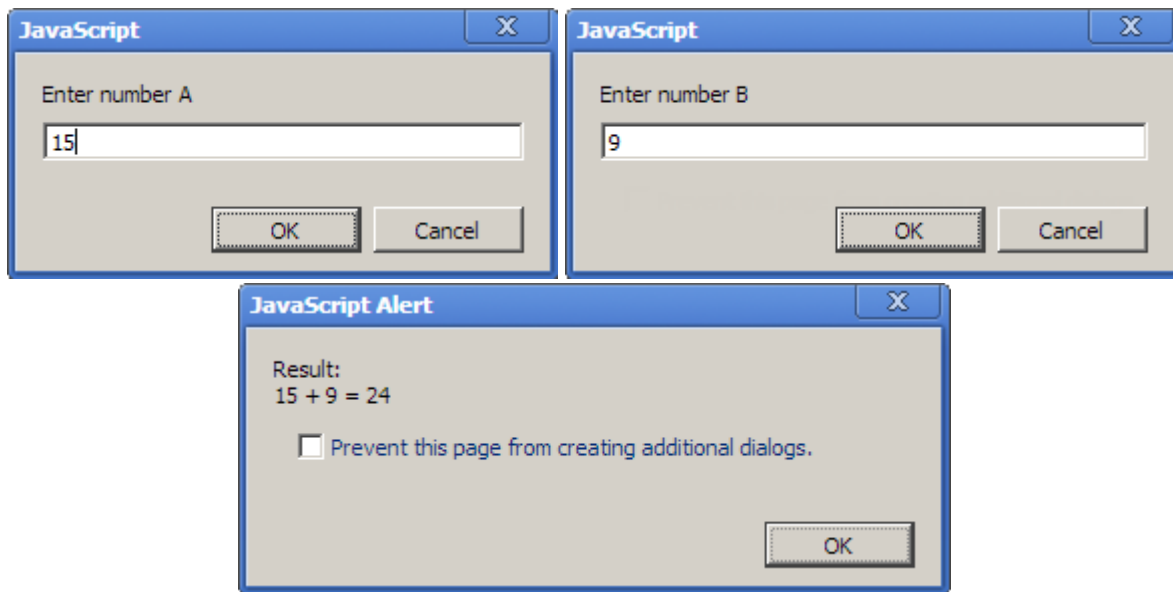 JavaScript
Enter number A
15
OK
Cancel
JavaScript
Enter number B
9
OK
Cancel
JavaScript Alert
Result:
15 + 9 = 24
Prevent this page from creating additional dialogs.
OK